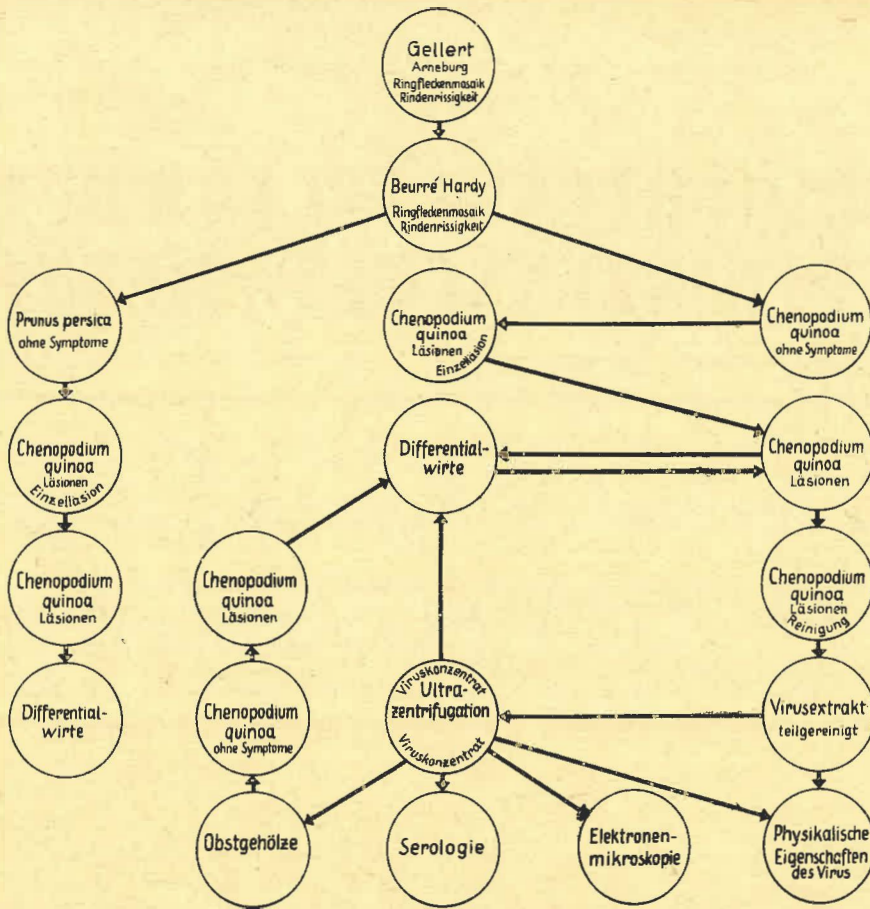 Gellert
Arneburg
Ringfleckenmosaik
Rindenrissigkeit
Beurré Hardy
Ringfleckenmosaik
Rindenrissigkeit
Prunus persica
ohne Symptome
Chenopodium
quinoa
Läsionen
Einzelläsion
Chenopodium
quinoa
ohne Symptome
Chenopodium
quinoa
Läsionen
Einzelläsion
Differential-
wirte
Chenopodium
quinoa
Läsionen
Chenopodium
quinoa
Läsionen
Chenopodium
quinoa
Läsionen
Chenopodium
quinoa
Läsionen
Reinigung
Differential-
wirte
Chenopodium
quinoa
ohne Symptome
Viruskonzentrat
Ultra-
zentrifugation
Viruskonzentrat
Virusextrakt
teilgereinigt
Obstgehölze
Serologie
Elektronen-
mikroskopie
Physikalische
Eigenschaften
des Virus